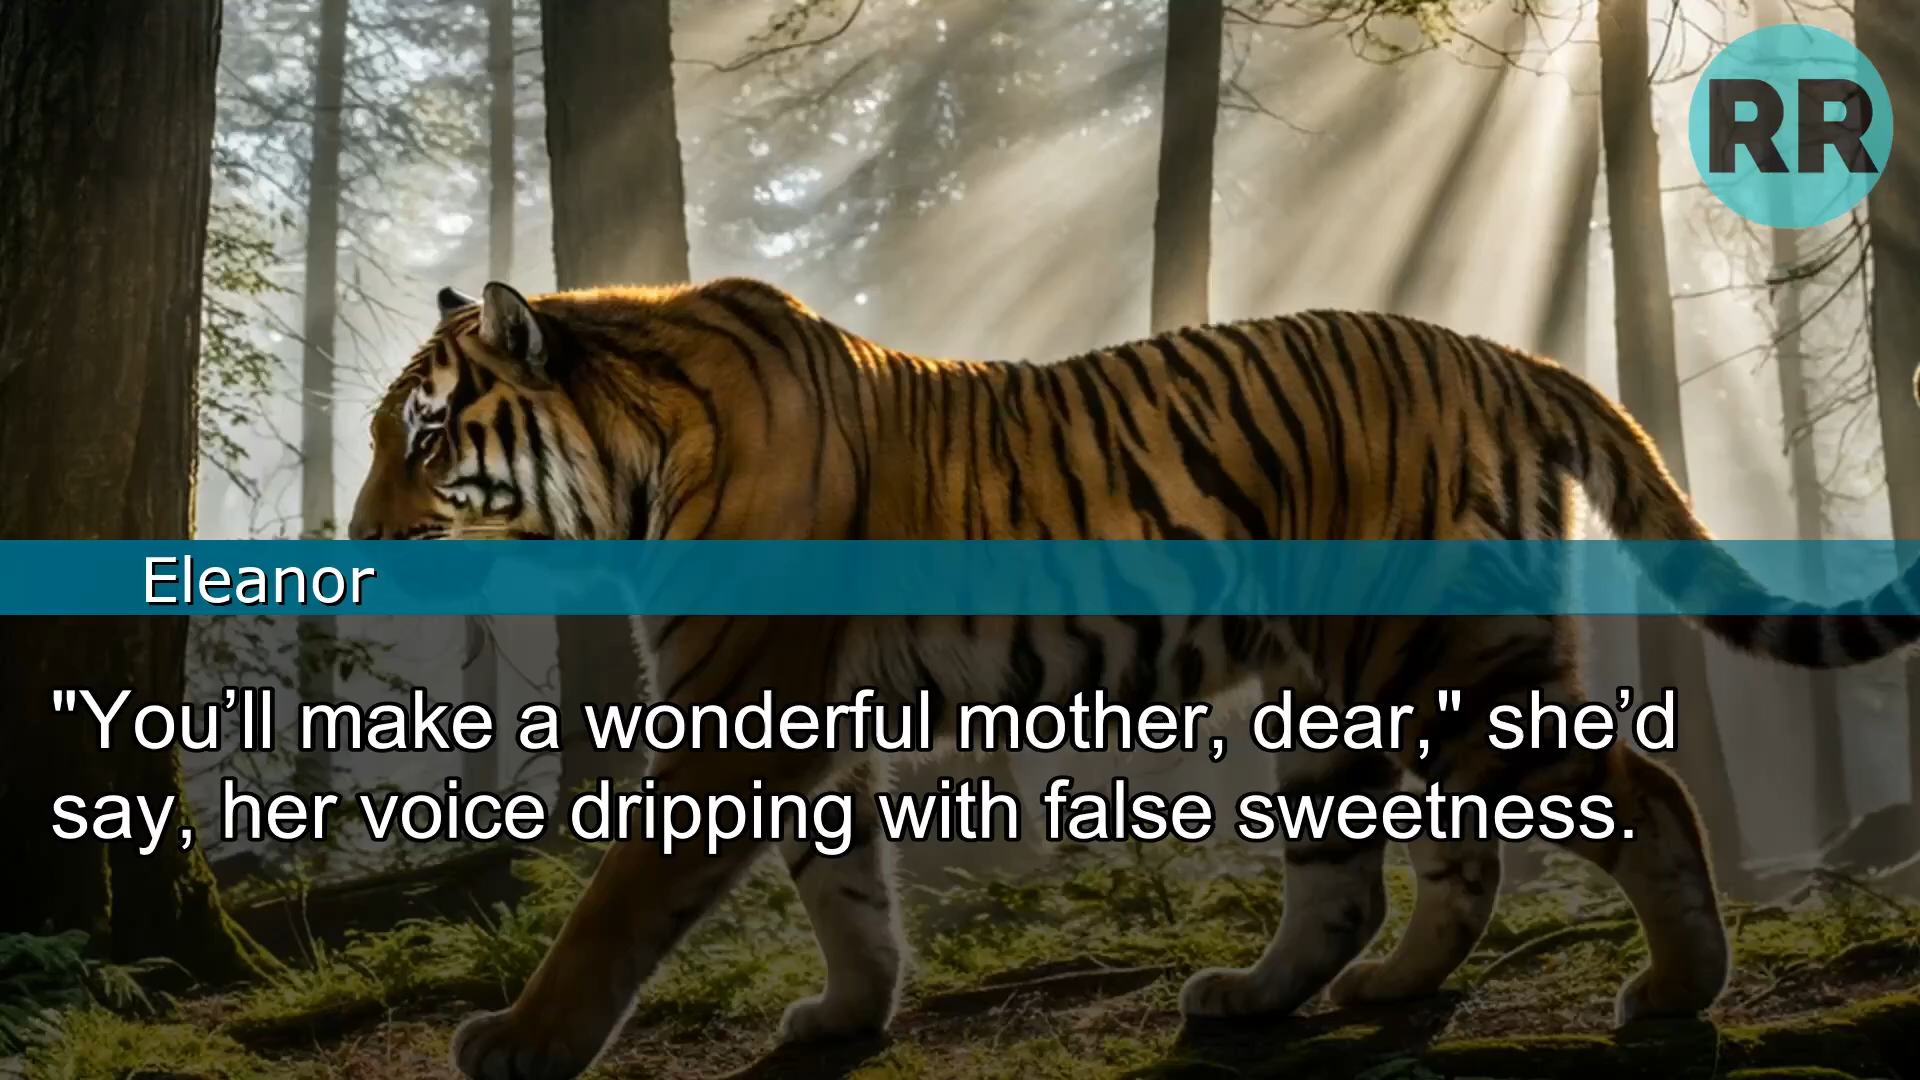 RR
Eleanor
"You’ll make a wonderful mother, dear," she’d
say, her voice dripping with false sweetness.